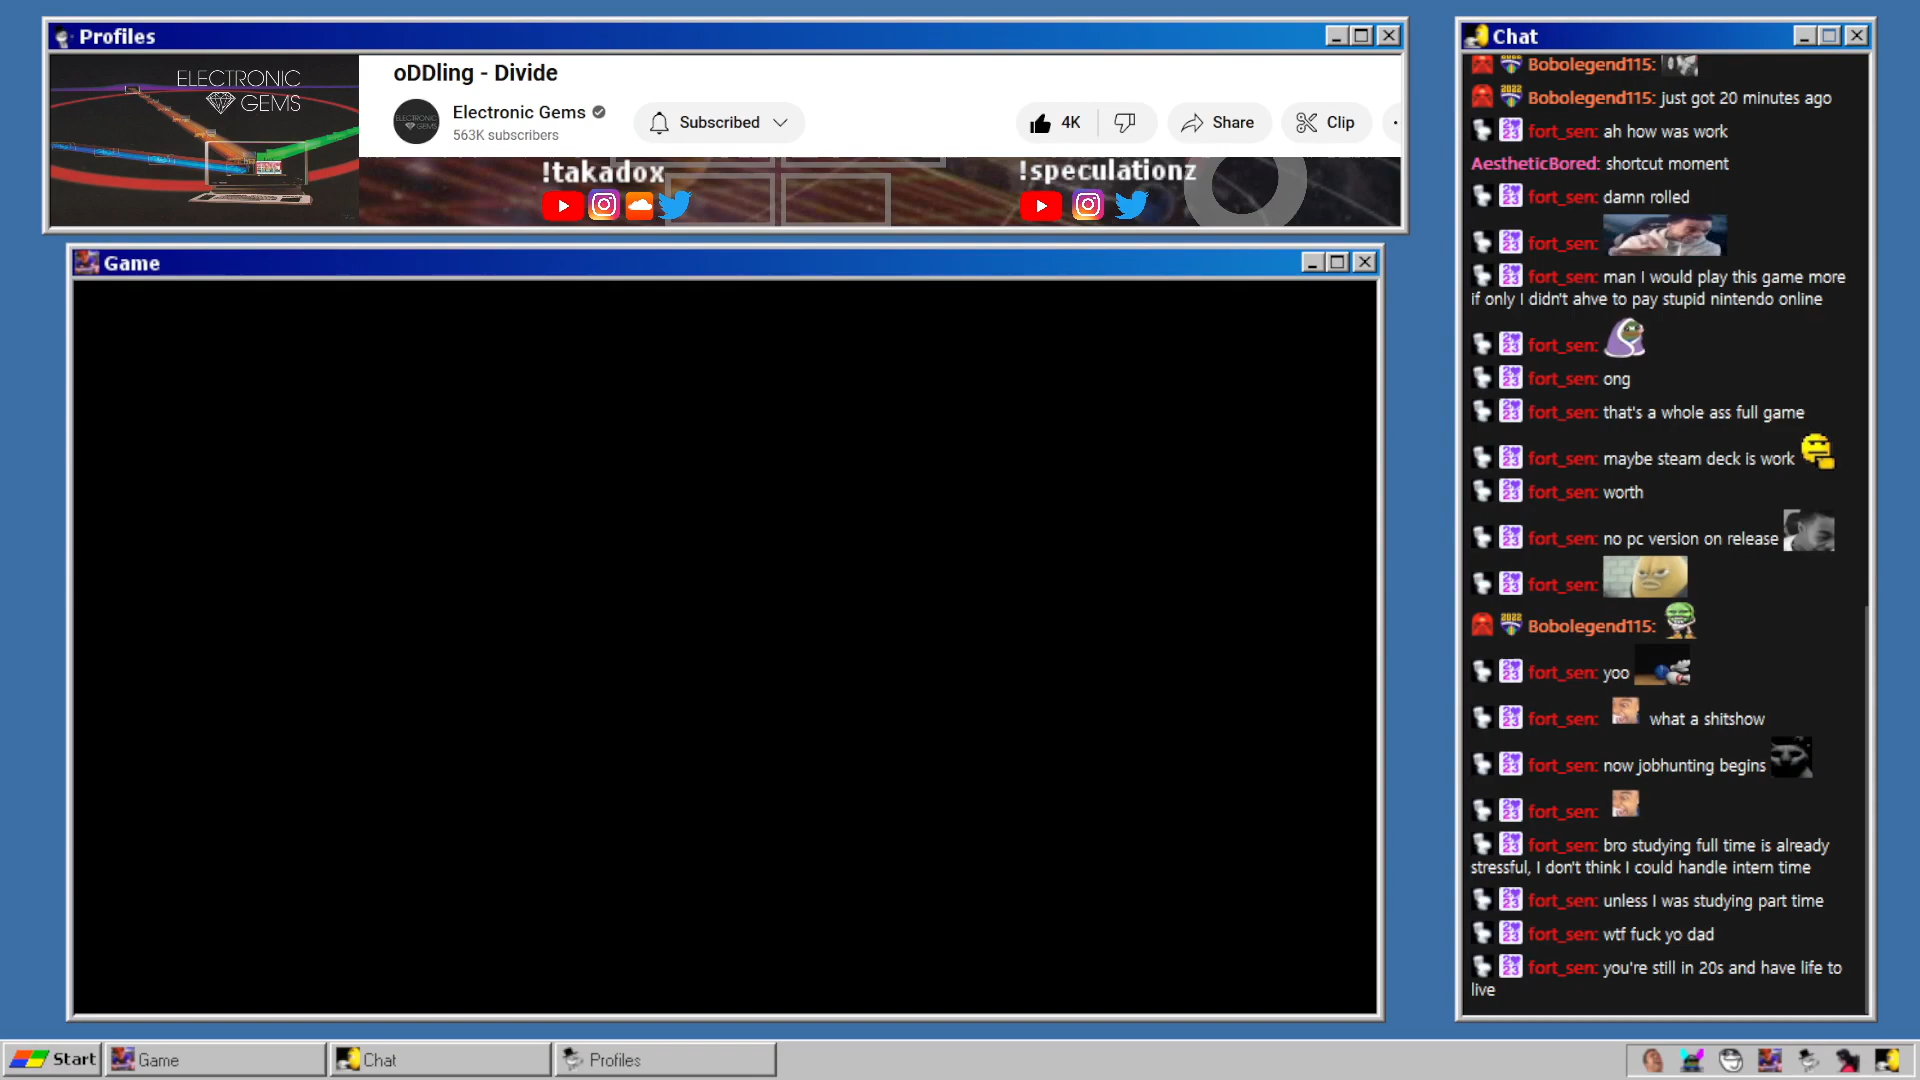 Profiles
ELECTRONIC
GEMS
oDDling - Divide
Electronic Gems
563K subscribers
Subscribed
4K
Share
Clip
!takadox
!speculationz
Game
Chat
Bobolegend115:
Bobolegend115: just got 20 minutes ago
fort_sen: ah how was work
AestheticBored: shortcut moment
fort_sen: damn rolled
fort_sen:
fort_sen: man I would play this game more
if only I didn't ahve to pay stupid nintendo online
fort_sen:
fort_sen: ong
fort_sen: that's a whole ass full game
fort_sen: maybe steam deck is work
fort_sen: worth
fort_sen: no pc version on release
fort_sen:
Bobolegend115:
fort_sen: yoo
fort_sen: what a shitshow
fort_sen: now jobhunting begins
fort_sen:
fort_sen: bro studying full time is already
stressful, I don't think I could handle intern time
fort_sen: unless I was studying part time
fort_sen: wtf fuck yo dad
fort_sen: you're still in 20s and have life to
live
Start
Game
Chat
Profiles